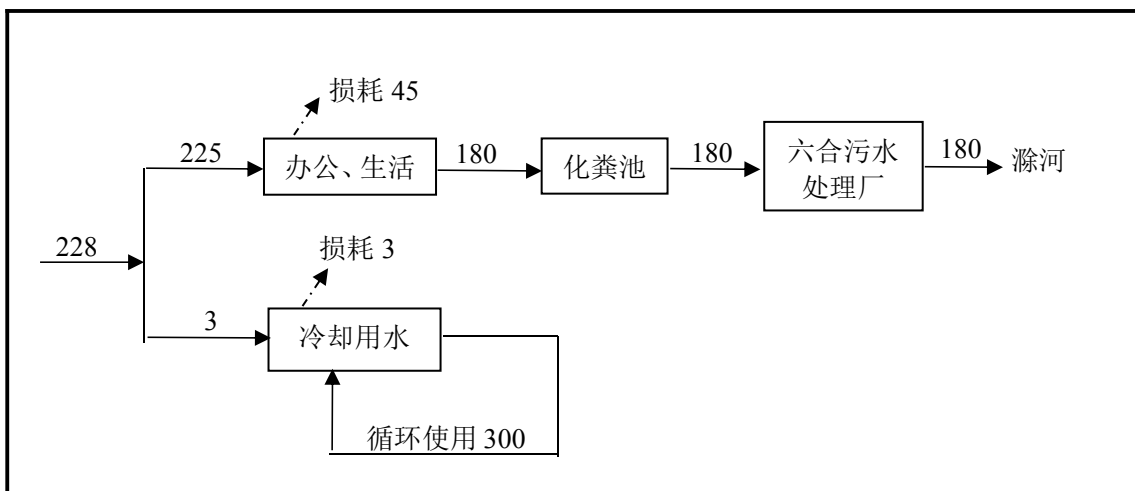 损耗 45
225
办公、生活
180
化粪池
180
六合污水
处理厂
180
滁河
228
损耗 3
3
冷却用水
循环使用 300